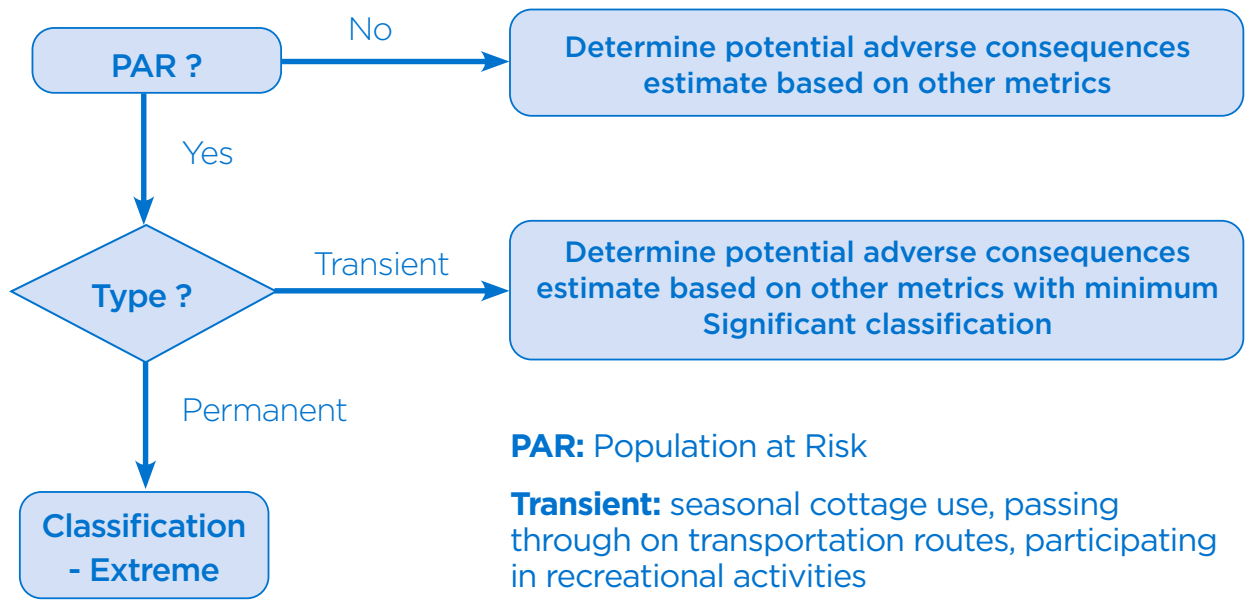 PAR ?
No
Determine potential adverse consequences
estimate based on other metrics
Yes
Type ?
Transient
Determine potential adverse consequences
estimate based on other metrics with minimum
Significant classification
Permanent
Classification
- Extreme
PAR: Population at Risk
Transient: seasonal cottage use, passing
through on transportation routes, participating
in recreational activities